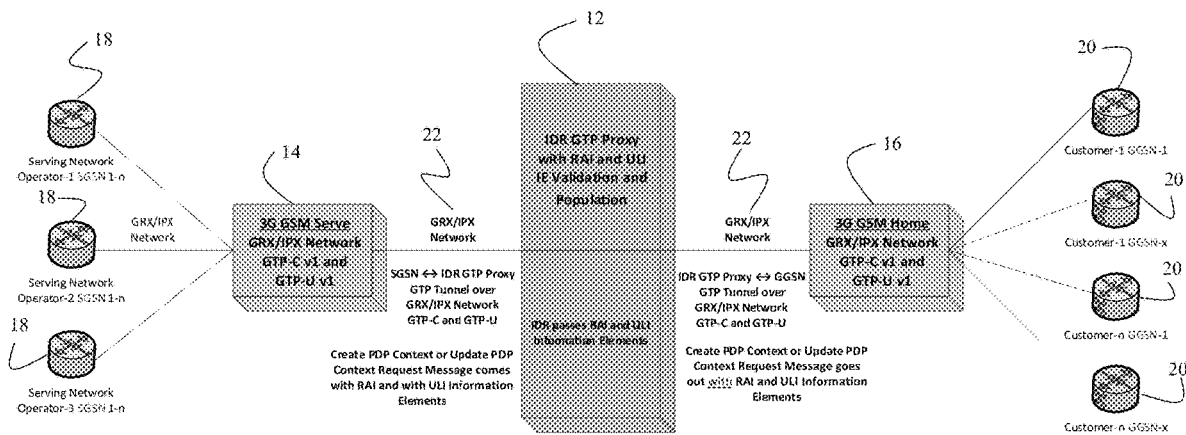 18
Serving Network
Operator-1 SGSN 1-n
18
Serving Network
Operator-2 SGSN 1-n
18
Serving Network
Operator-3 SGSN 1-n
GRX/IPX
Network
14
3G GSM Serve
GRX/IPX Network
GTP-C v1 and
GTP-U v1
22
GRX/IPX
Network
SGSN ↔ IDR GTP Proxy
GTP Tunnel over
GRX/IPX Network
GTP-C and GTP-U
Create PDP Context or Update PDP
Context Request Message comes
with RAI and with ULI Information
Elements
12
IDR GTP Proxy
with RAI and ULI
IE Validation and
Population
IDR passes RAI and ULI
Information Elements
22
GRX/IPX
Network
IDR GTP Proxy ↔ GGSN
GTP Tunnel over
GRX/IPX Network
GTP-C and GTP-U
Create PDP Context or Update PDP
Context Request Message goes
out with RAI and ULI Information
Elements
16
3G GSM Home
GRX/IPX Network
GTP-C v1 and
GTP-U v1
20
Customer-1 GGSN-1
20
Customer-1 GGSN-x
20
Customer-n GGSN-1
20
Customer-n GGSN-x